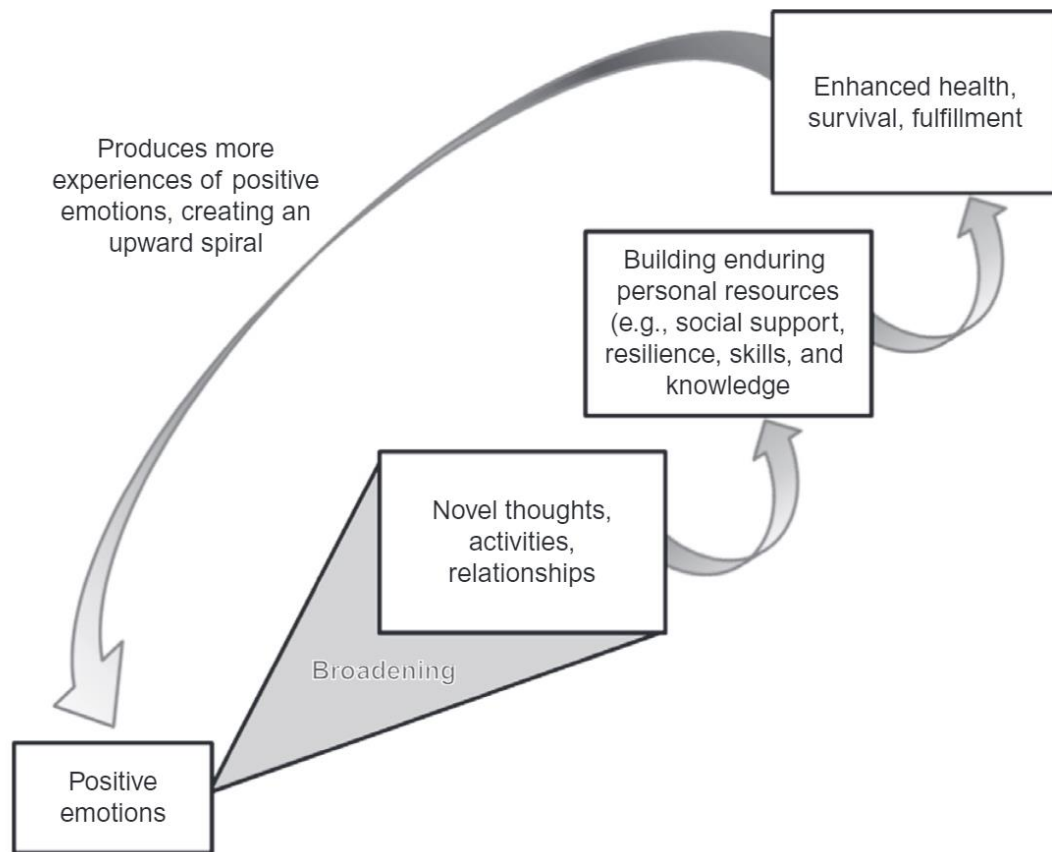 Enhanced health,
survival, fulfillment
Produces more
experiences of positive
emotions, creating an
upward spiral
Building enduring
personal resources
(e.g., social support,
resilience, skills, and
knowledge
Novel thoughts,
activities,
relationships
Broadening
Positive
emotions